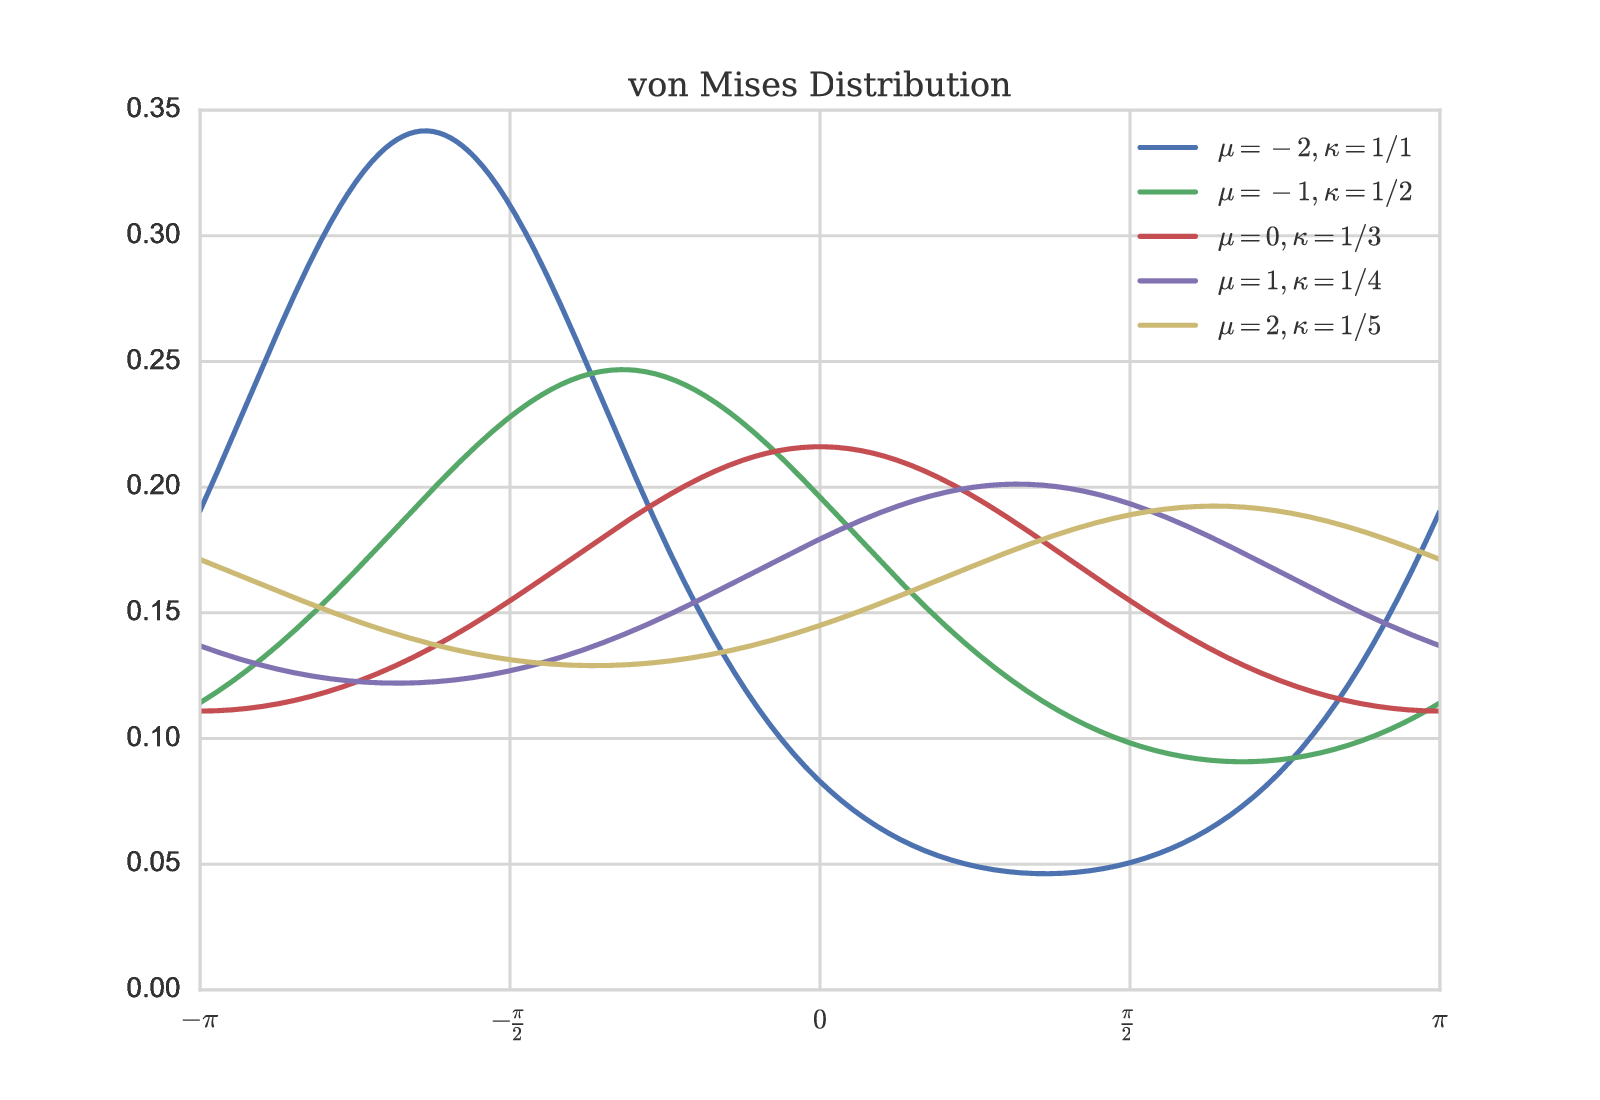 von Mises Distribution
0.35
0.30
0.25
0.20
0.15
0.10
0.05
0.00
μ = −2, κ = 1/1
μ = −1, κ = 1/2
μ = 0, κ = 1/3
μ = 1, κ = 1/4
μ = 2, κ = 1/5
−π −π/2 0 π/2 π